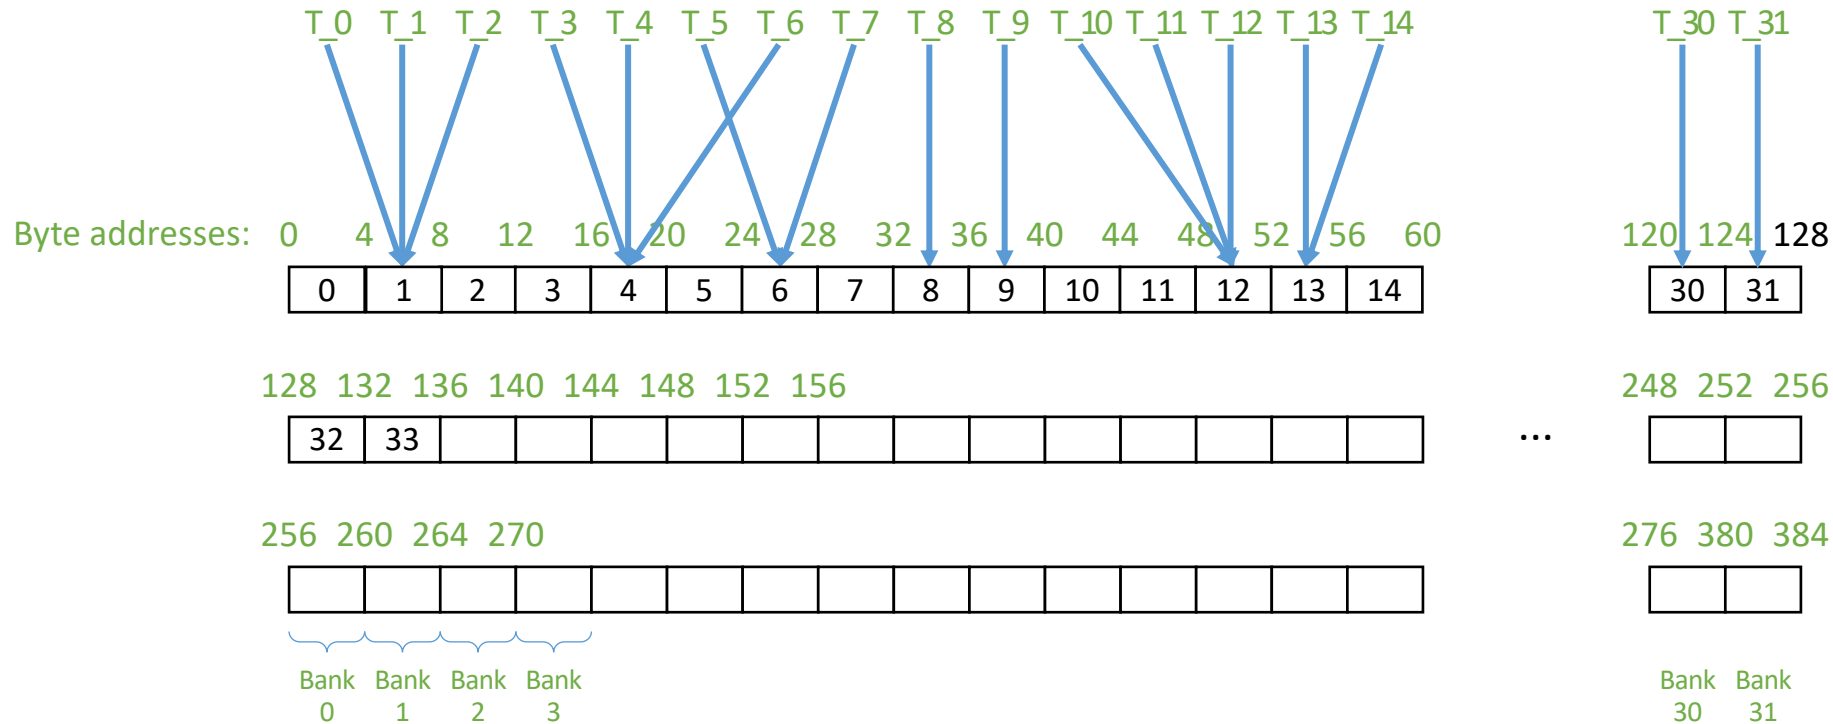 T_0 T_1 T_2 T_3 T_4 T_5 T_6 T_7 T_8 T_9 T_10 T_11 T_12 T_13 T_14 T_30 T_31
Byte addresses: 0 4 8 12 16 20 24 28 32 36 40 44 48 52 56 60 120 124 128
0 1 2 3 4 5 6 7 8 9 10 11 12 13 14 30 31
128 132 136 140 144 148 152 156 248 252 256
32 33 ...
256 260 264 270 276 380 384
Bank Bank Bank Bank Bank Bank
0 1 2 3 30 31